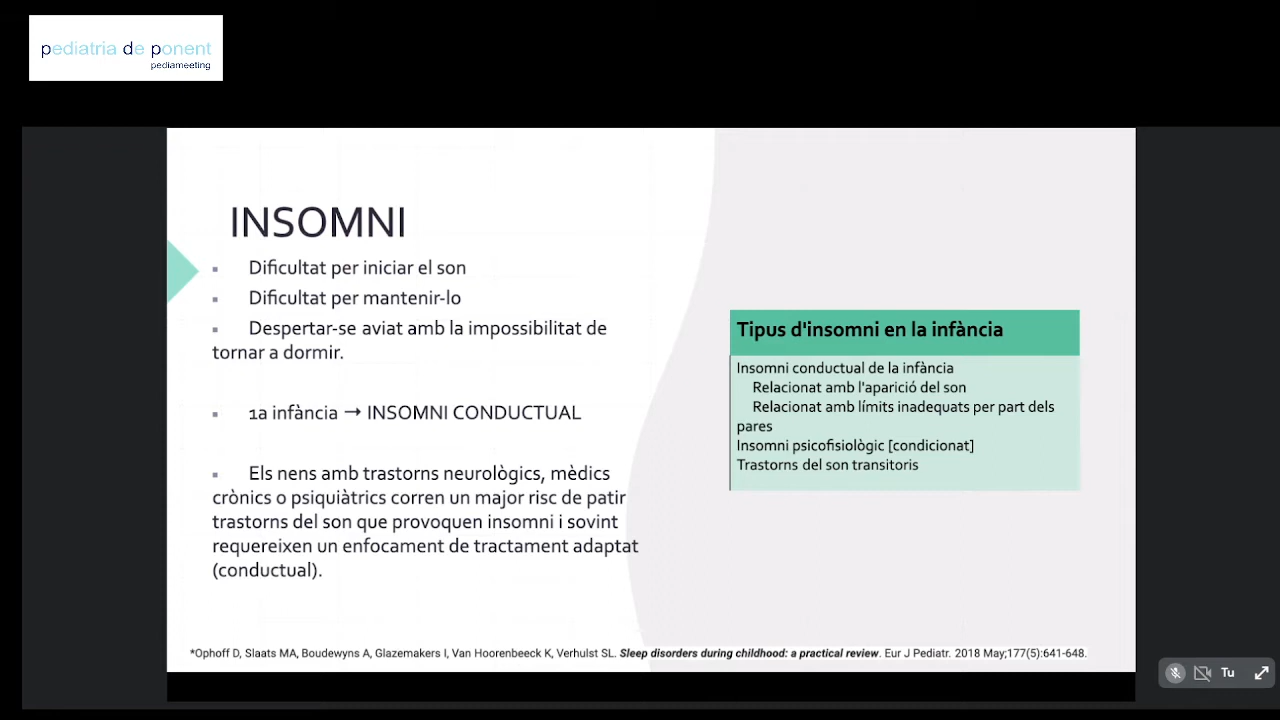 pediatria de ponent
pediameeting
INSOMNI
▪ Dificultat per iniciar el son
▪ Dificultat per mantenir-lo
▪ Despertar-se aviat amb la impossibilitat de
tornar a dormir.
▪ 1a infància → INSOMNI CONDUCTUAL
▪ Els nens amb trastorns neurològics, mèdics
crònics o psiquiàtrics corren un major risc de patir
trastorns del son que provoquen insomni i sovint
requereixen un enfocament de tractament adaptat
(conductual).
Tipus d'insomni en la infància
Insomni conductual de la infància
Relacionat amb l'aparició del son
Relacionat amb límits inadequats per part dels
pares
Insomni psicofisiològic [condicionat]
Trastorns del son transitoris
*Ophoff D, Slaats MA, Boudewyns A, Glazemakers I, Van Hoorenbeeck K, Verhulst SL. Sleep disorders during childhood: a practical review. Eur J Pediatr. 2018 May;177(5):641-648.
Tu